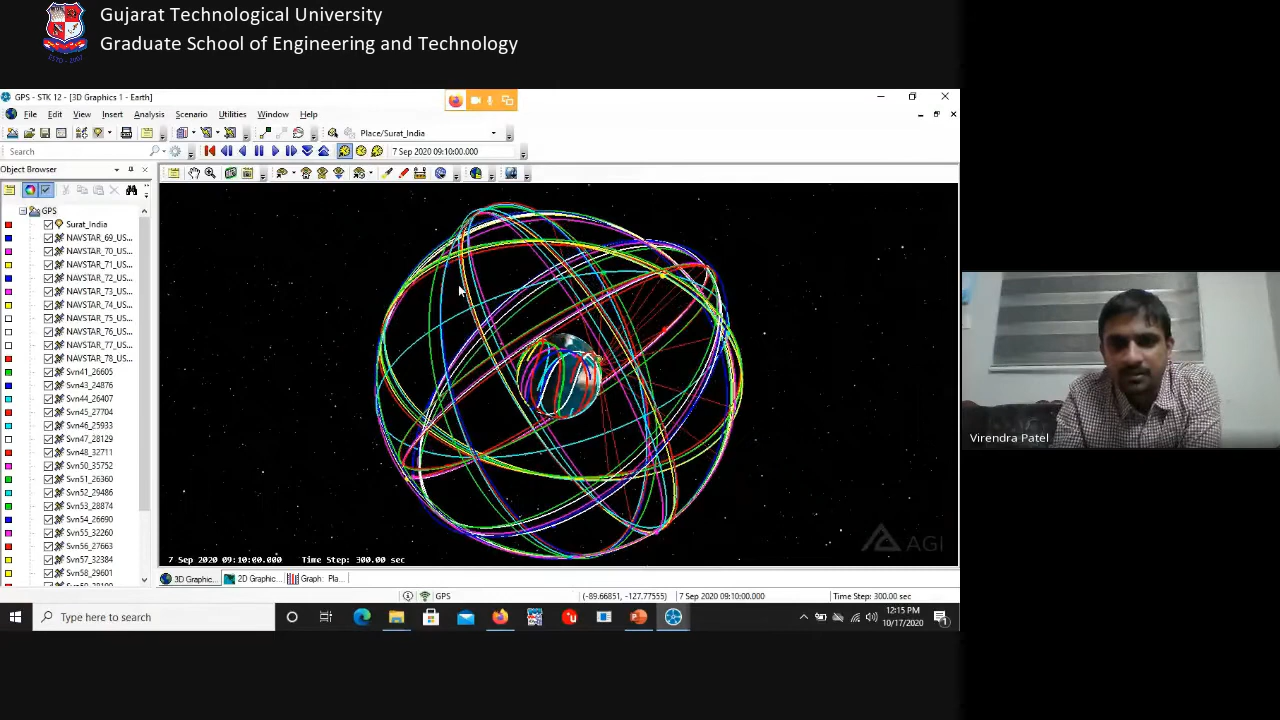 Gujarat Technological University
Graduate School of Engineering and Technology
GPS - STK 12 - [3D Graphics 1 - Earth]
File Edit View Insert Analysis Scenario Utilities Window Help
Place/Surat_India
Search
7 Sep 2020 09:10:00.000
Object Browser
GPS
Surat_India
NAVSTAR_69_US...
NAVSTAR_70_US...
NAVSTAR_71_US...
NAVSTAR_72_US...
NAVSTAR_73_US...
NAVSTAR_74_US...
NAVSTAR_75_US...
NAVSTAR_76_US...
NAVSTAR_77_US...
NAVSTAR_78_US...
Svn41_26605
Svn43_24876
Svn44_26407
Svn45_27704
Svn46_25933
Svn47_28129
Svn48_32711
Svn50_35752
Svn51_26360
Svn52_29486
Svn53_28874
Svn54_26690
Svn55_32260
Svn56_27663
Svn57_32384
Svn58_29601
AGI
7 Sep 2020 09:10:00.000 Time Step: 300.00 sec
3D Graphic... 2D Graphic... Graph: Pla...
GPS (-89.66851, -127.77555) 7 Sep 2020 09:10:00.000 Time Step: 300.00 sec
Type here to search
12:15 PM
10/17/2020
Virendra Patel